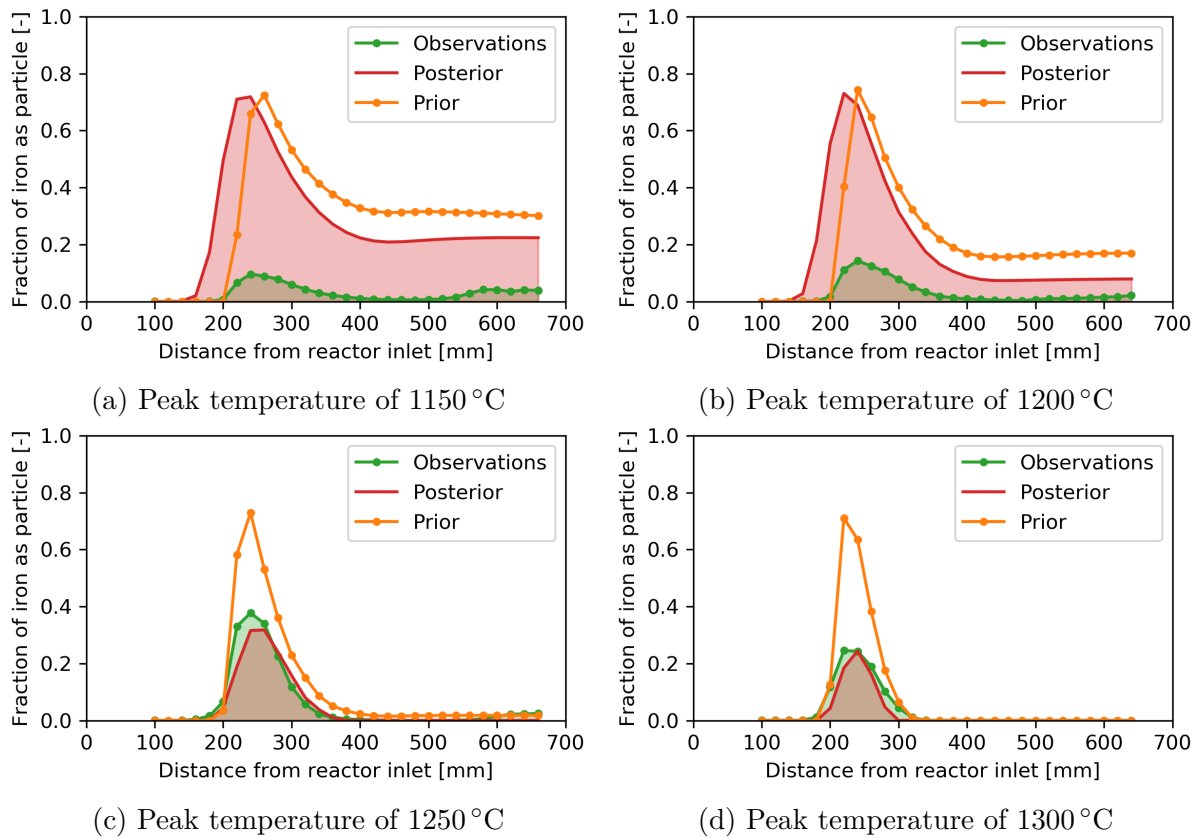 Fraction of iron as particle [-]
1.0
0.8
0.6
0.4
0.2
0.0
Observations
Posterior
Prior
0 100 200 300 400 500 600 700
Distance from reactor inlet [mm]
(a) Peak temperature of 1150 °C
Fraction of iron as particle [-]
1.0
0.8
0.6
0.4
0.2
0.0
Observations
Posterior
Prior
0 100 200 300 400 500 600 700
Distance from reactor inlet [mm]
(b) Peak temperature of 1200 °C
Fraction of iron as particle [-]
1.0
0.8
0.6
0.4
0.2
0.0
Observations
Posterior
Prior
0 100 200 300 400 500 600 700
Distance from reactor inlet [mm]
(c) Peak temperature of 1250 °C
Fraction of iron as particle [-]
1.0
0.8
0.6
0.4
0.2
0.0
Observations
Posterior
Prior
0 100 200 300 400 500 600 700
Distance from reactor inlet [mm]
(d) Peak temperature of 1300 °C